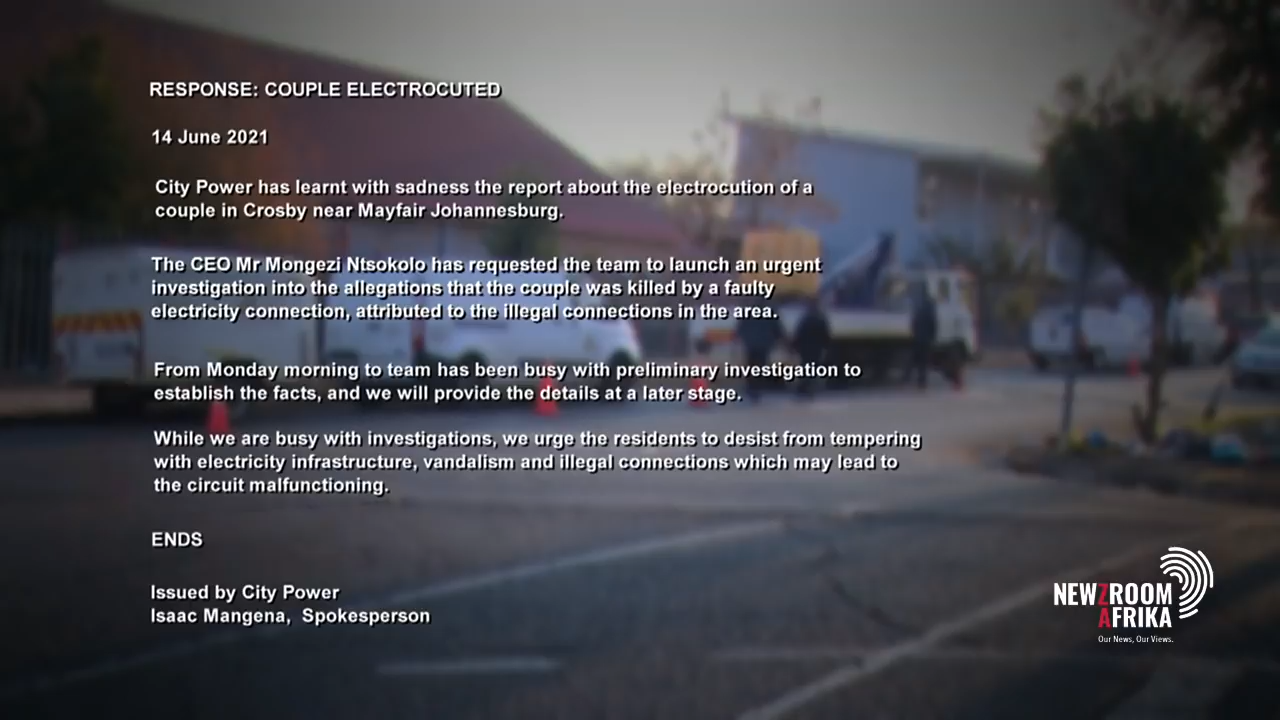 RESPONSE: COUPLE ELECTROCUTED
14 June 2021
City Power has learnt with sadness the report about the electrocution of a
couple in Crosby near Mayfair Johannesburg.
The CEO Mr Mongezi Ntsokolo has requested the team to launch an urgent
investigation into the allegations that the couple was killed by a faulty
electricity connection, attributed to the illegal connections in the area.
From Monday morning to team has been busy with preliminary investigation to
establish the facts, and we will provide the details at a later stage.
While we are busy with investigations, we urge the residents to desist from tempering
with electricity infrastructure, vandalism and illegal connections which may lead to
the circuit malfunctioning.
ENDS
Issued by City Power
Isaac Mangena, Spokesperson
NEWZROOM
AFRIKA
Our News, Our Views.